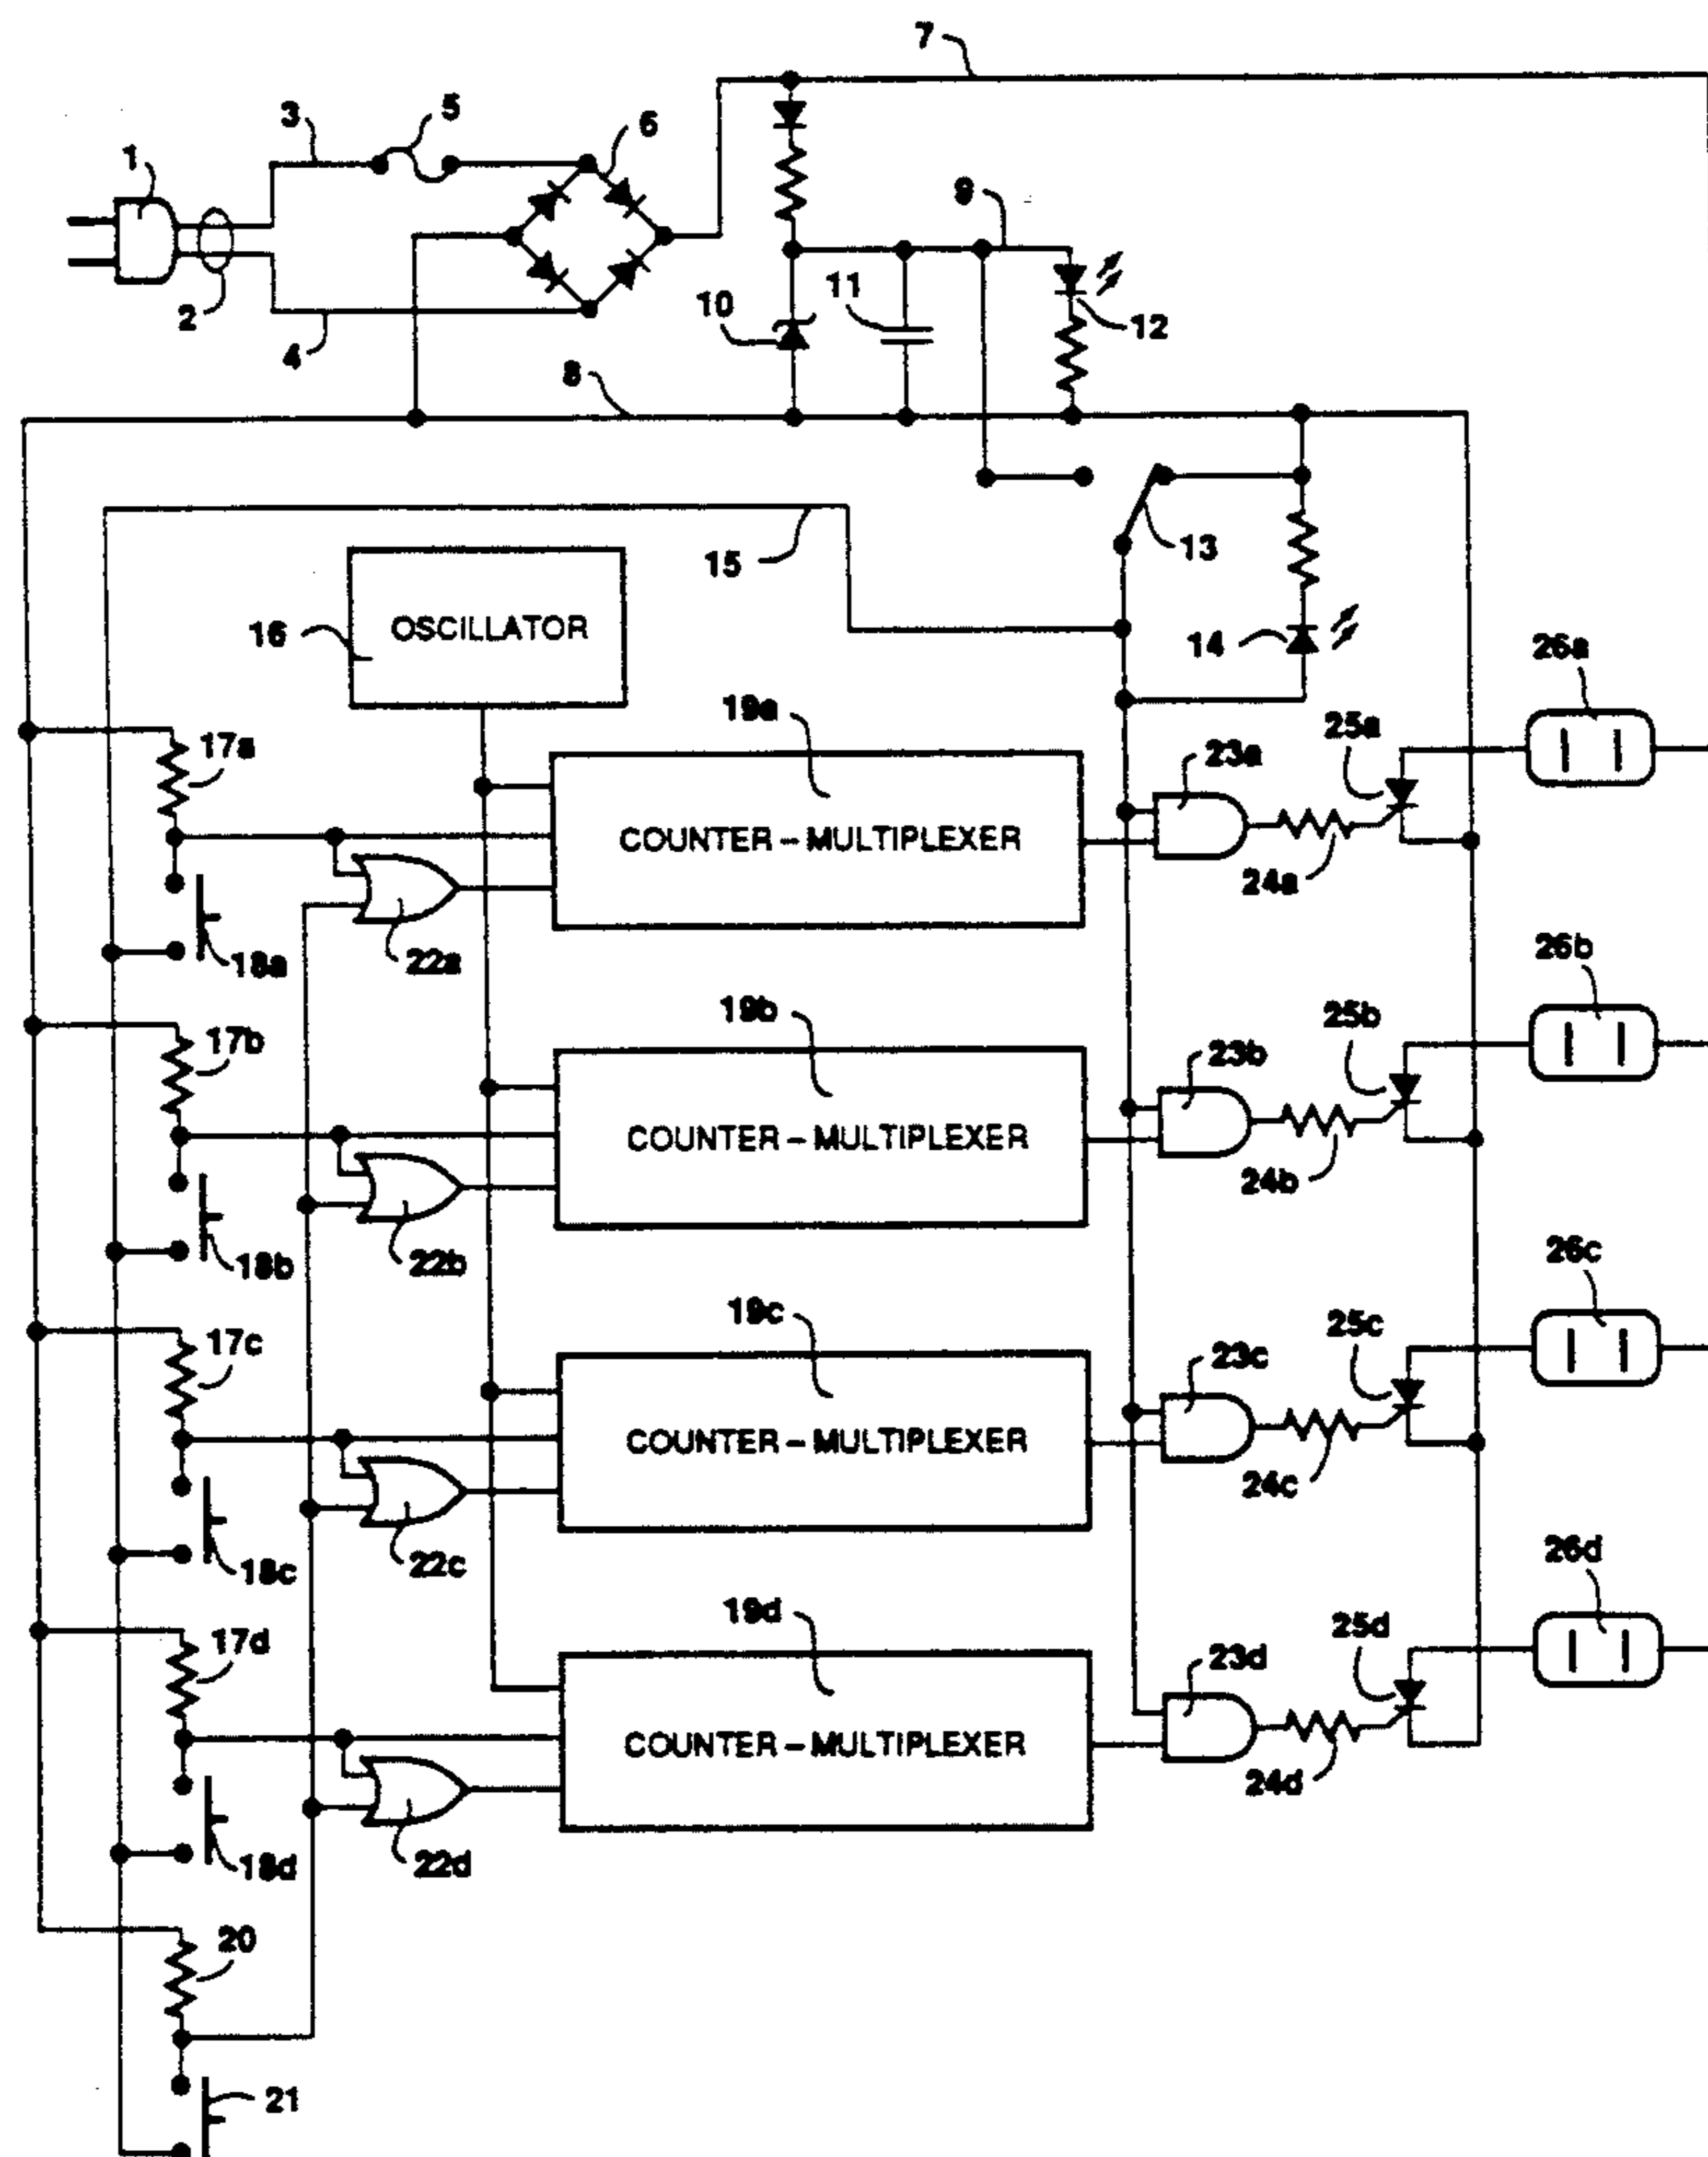 7
3
5
6
1
9
2
10
11
12
4
8
15
13
16
OSCILLATOR
14
26a
19a
25a
17a
23a
COUNTER-MULTIPLEXER
24a
18a
22a
26b
19b
25b
17b
23b
COUNTER-MULTIPLEXER
24b
18b
22b
26c
19c
25c
17c
23c
COUNTER-MULTIPLEXER
24c
18c
22c
26d
19d
25d
17d
23d
COUNTER-MULTIPLEXER
24d
18d
22d
20
21